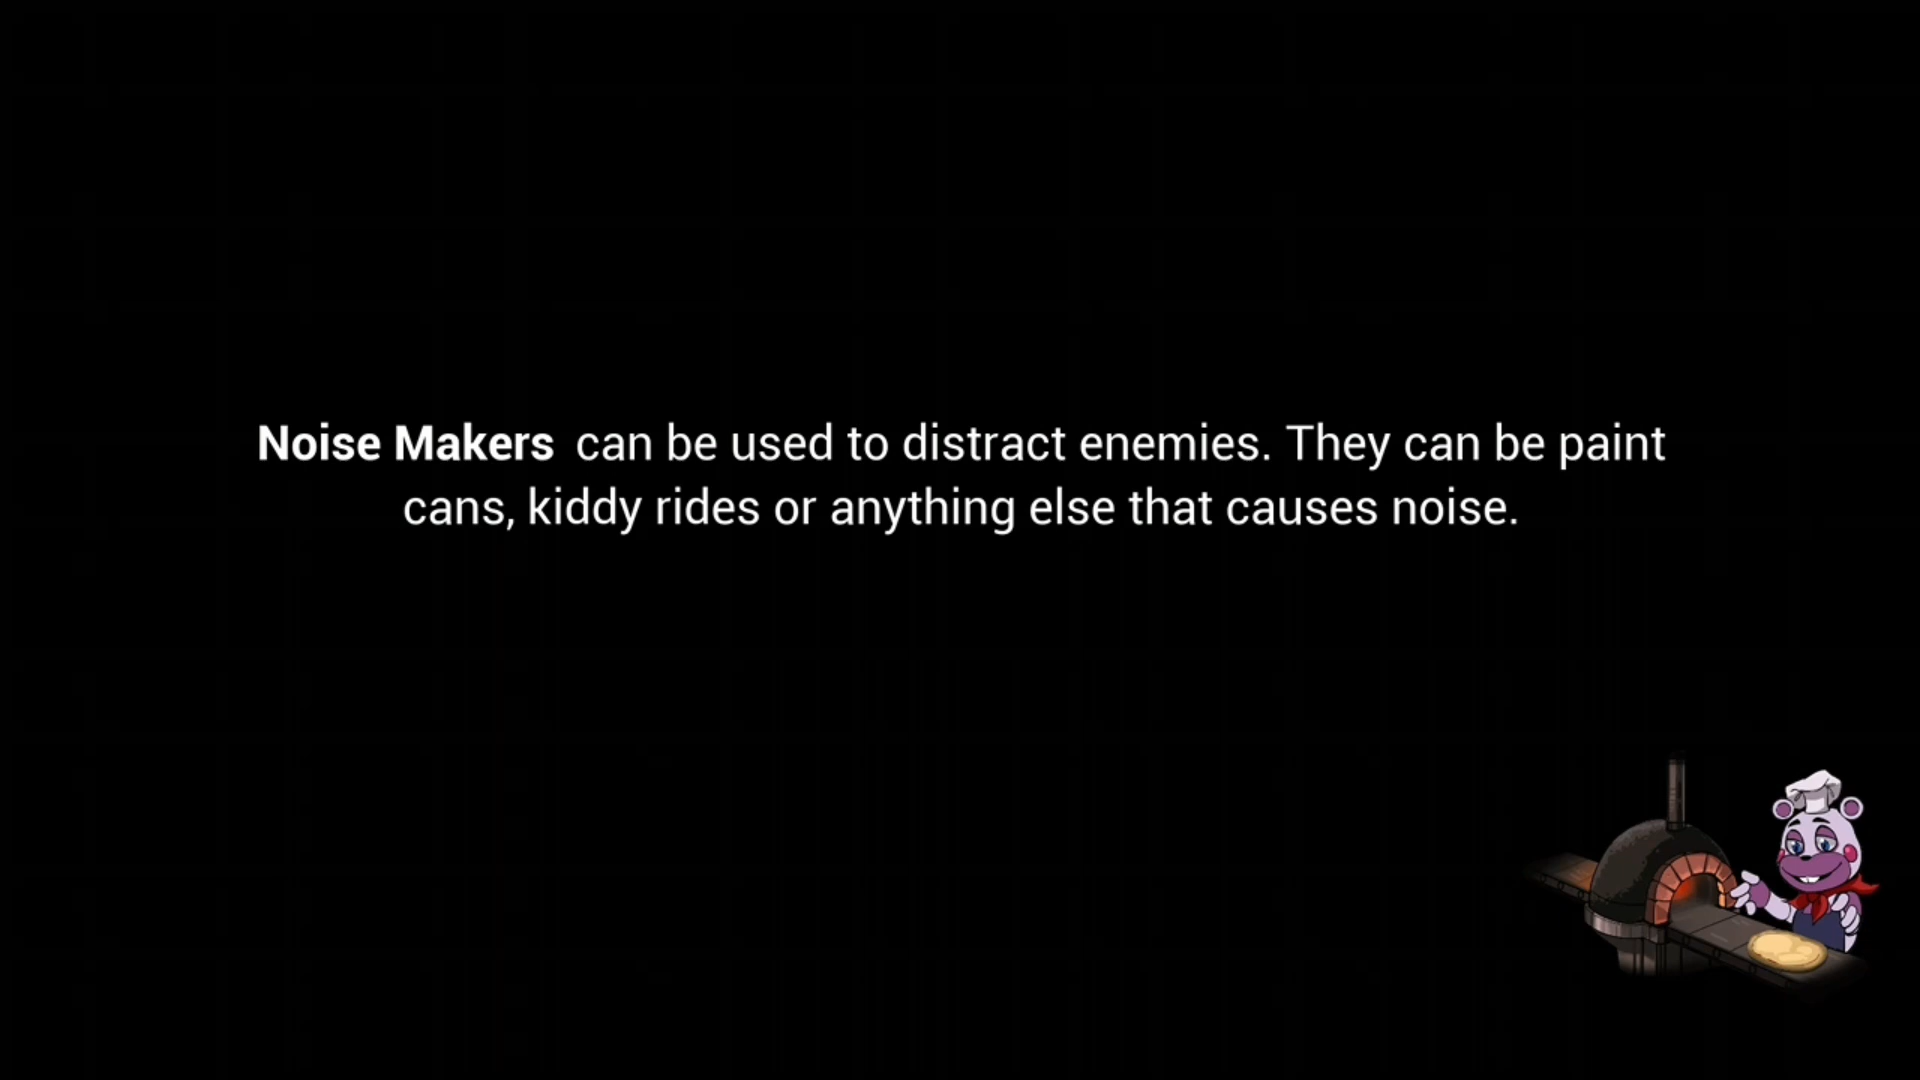 Noise Makers can be used to distract enemies. They can be paint
cans, kiddy rides or anything else that causes noise.